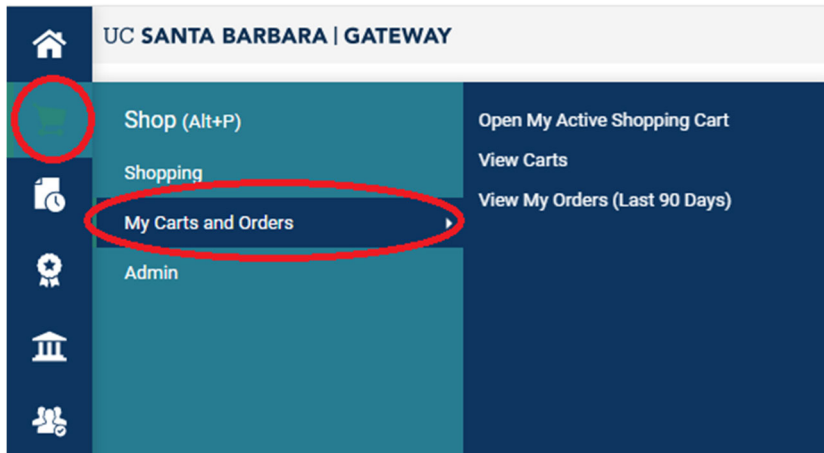 UC SANTA BARBARA | GATEWAY
Shop (Alt+P)
Shopping
My Carts and Orders
Admin
Open My Active Shopping Cart
View Carts
View My Orders (Last 90 Days)